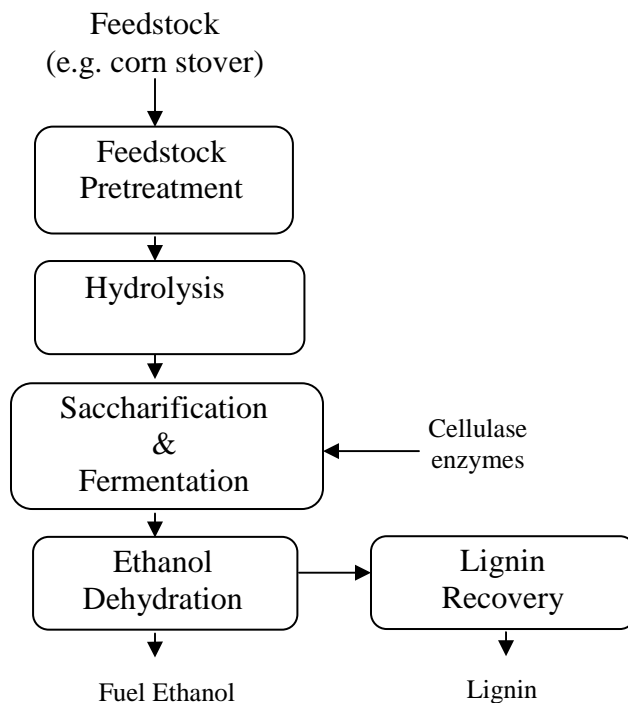 Feedstock
(e.g. corn stover)
Feedstock
Pretreatment
Hydrolysis
Saccharification
&
Fermentation
Cellulase
enzymes
Ethanol
Dehydration
Lignin
Recovery
Fuel Ethanol
Lignin